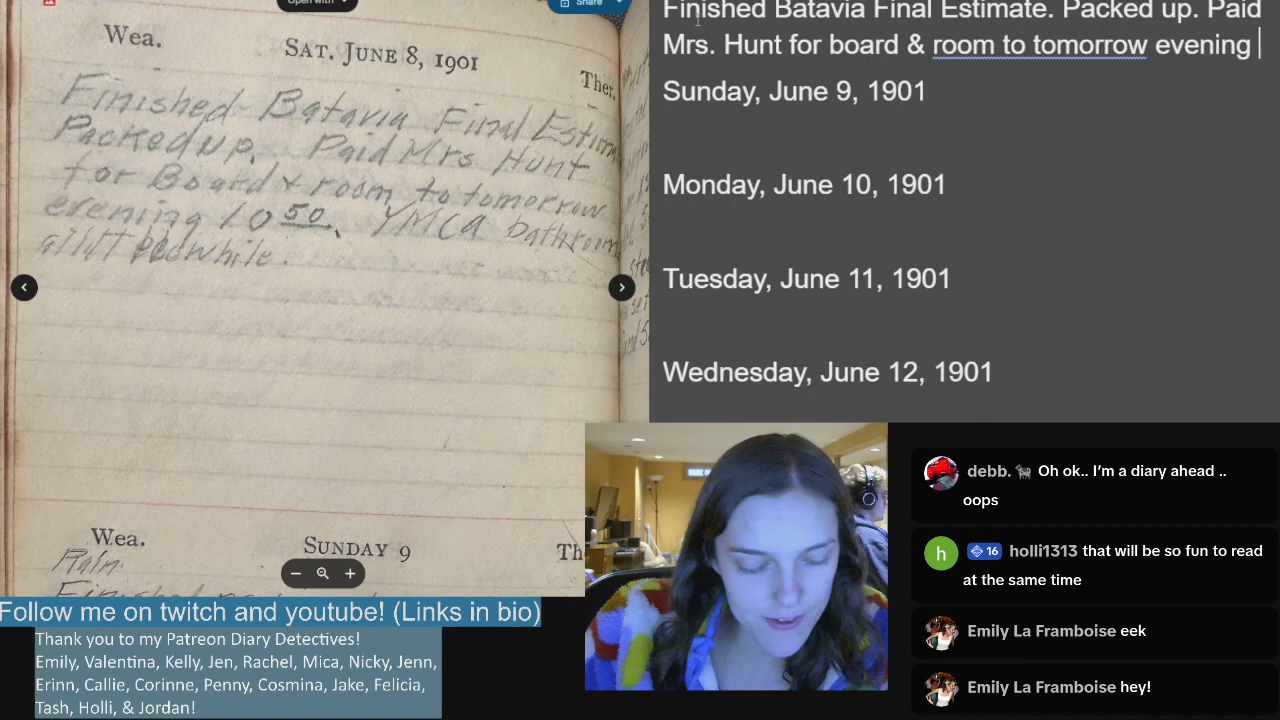 Open with
Share
Wea.
SAT. JUNE 8, 1901
Ther.
Finished Batavia Final Estim
Packed up. Paid Mrs Hunt
for Board & room to tomorrow
evening 10 50. YMCA bathroom
while.
Wea.
SUNDAY 9
Th
Rain
Finished
Finished Batavia Final Estimate. Packed up. Paid
Mrs. Hunt for board & room to tomorrow evening
Sunday, June 9, 1901
Monday, June 10, 1901
Tuesday, June 11, 1901
Wednesday, June 12, 1901
Follow me on twitch and youtube! (Links in bio)
Thank you to my Patreon Diary Detectives!
Emily, Valentina, Kelly, Jen, Rachel, Mica, Nicky, Jenn,
Erinn, Callie, Corinne, Penny, Cosmina, Jake, Felicia,
Tash, Holli, & Jordan!
debb. 🐈‍⬛ Oh ok.. I'm a diary ahead ..
oops
16 holli1313 that will be so fun to read
at the same time
Emily La Framboise eek
Emily La Framboise hey!
h